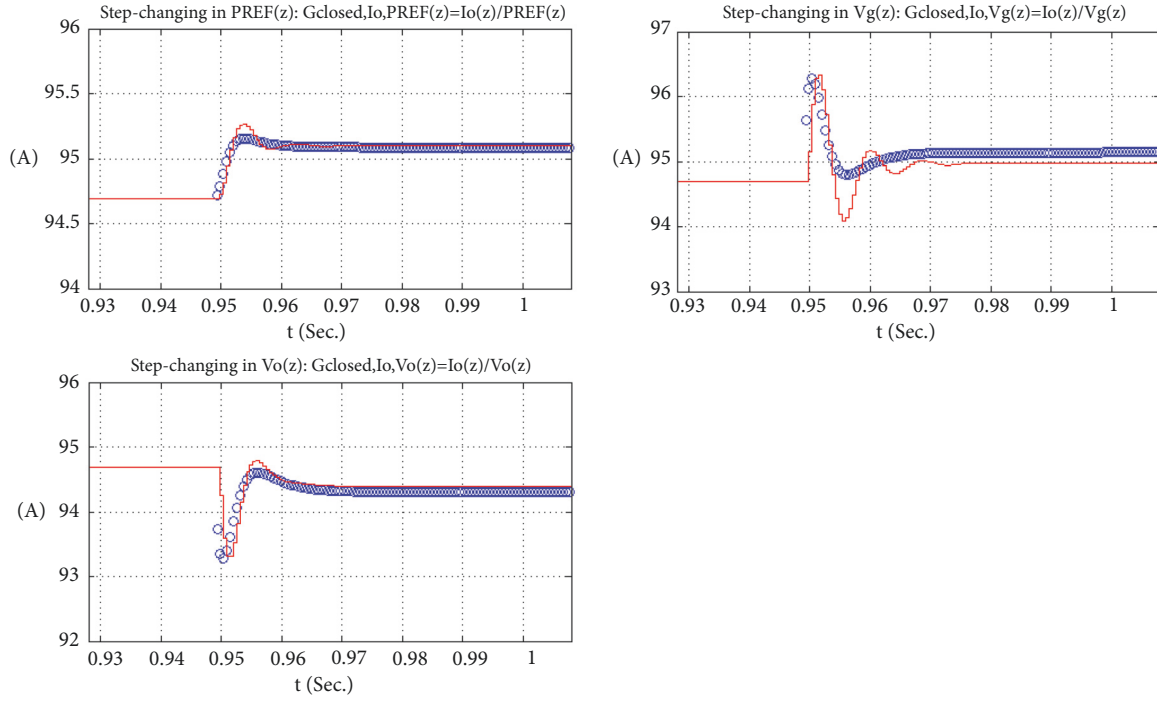 Step-changing in PREF(z): Gclosed,Io,PREF(z)=Io(z)/PREF(z)
96
95.5
95
94.5
94
(A)
0.93 0.94 0.95 0.96 0.97 0.98 0.99 1
t (Sec.)
Step-changing in Vg(z): Gclosed,Io,Vg(z)=Io(z)/Vg(z)
97
96
95
94
93
(A)
0.93 0.94 0.95 0.96 0.97 0.98 0.99 1
t (Sec.)
Step-changing in Vo(z): Gclosed,Io,Vo(z)=Io(z)/Vo(z)
96
95
94
93
92
(A)
0.93 0.94 0.95 0.96 0.97 0.98 0.99 1
t (Sec.)